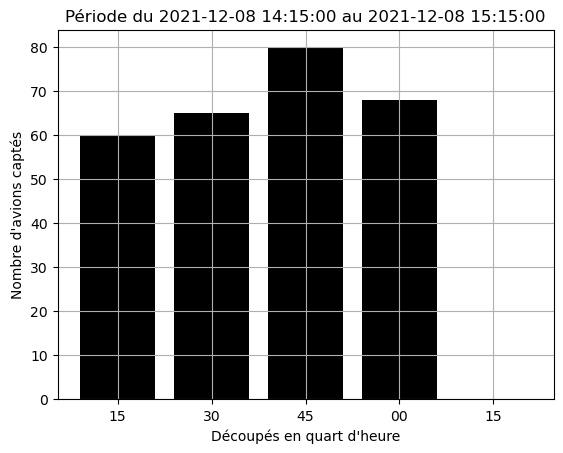 Période du 2021-12-08 14:15:00 au 2021-12-08 15:15:00
80
70
60
50
40
30
20
10
0
Nombre d'avions captés
15 30 45 00 15
Découpés en quart d'heure